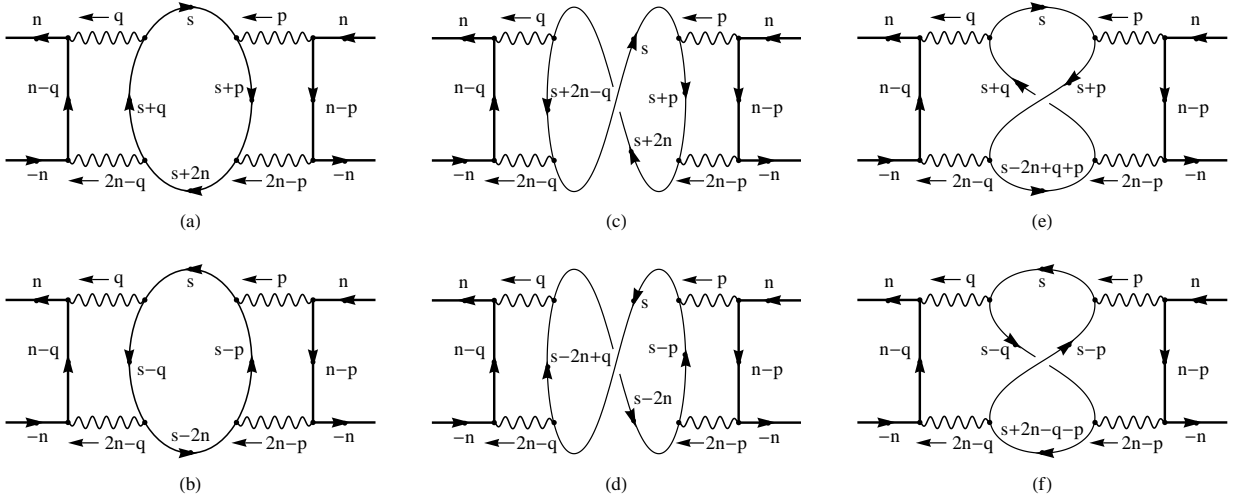 n q s p n
n−q s+q s+p n−p
−n 2n−q s+2n 2n−p −n
(a)
n q s p n
n−q s+2n−q s+p n−p
s+2n
−n 2n−q 2n−p −n
(c)
n q s p n
n−q s+q s+p n−p
−n 2n−q s−2n+q+p 2n−p −n
(e)
n q s p n
n−q s−q s−p n−p
−n 2n−q s−2n 2n−p −n
(b)
n q s p n
n−q s−2n+q s−p n−p
s−2n
−n 2n−q 2n−p −n
(d)
n q s p n
n−q s−q s−p n−p
−n 2n−q s+2n−q−p 2n−p −n
(f)